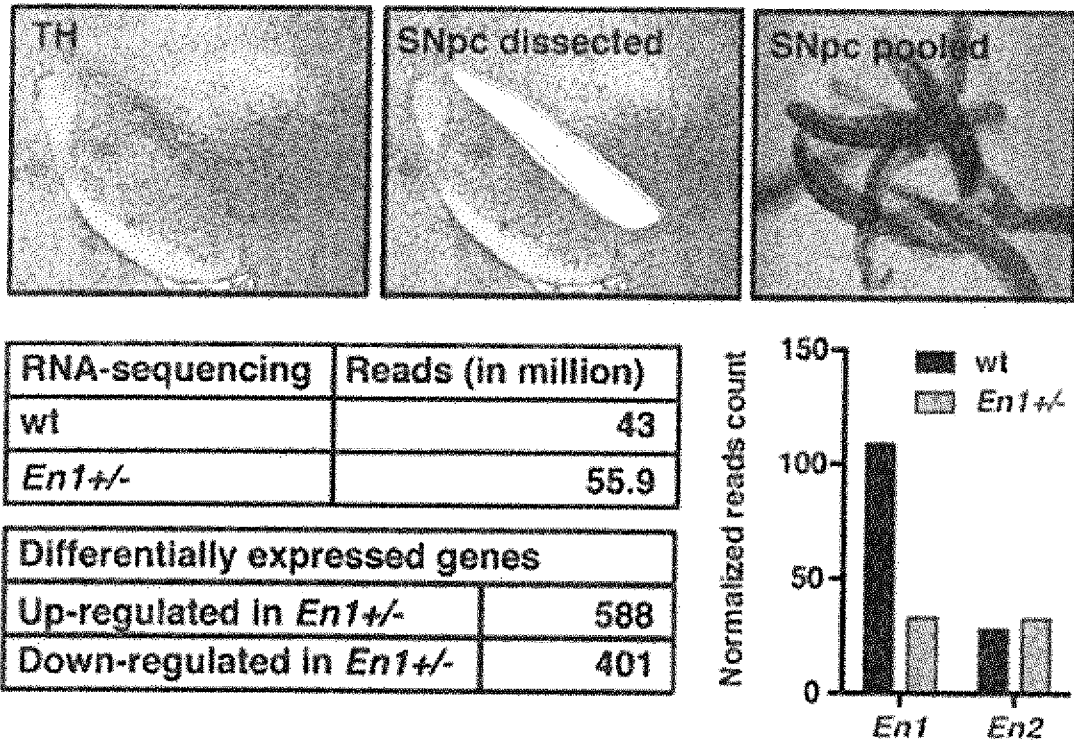 TH
SNpc dissected
SNpc pooled
RNA-sequencing Reads (in million)
wt 43
En1+/- 55.9
Differentially expressed genes
Up-regulated in En1+/- 588
Down-regulated in En1+/- 401
Normalized reads count
150
100
50
0
wt
En1+/-
En1 En2